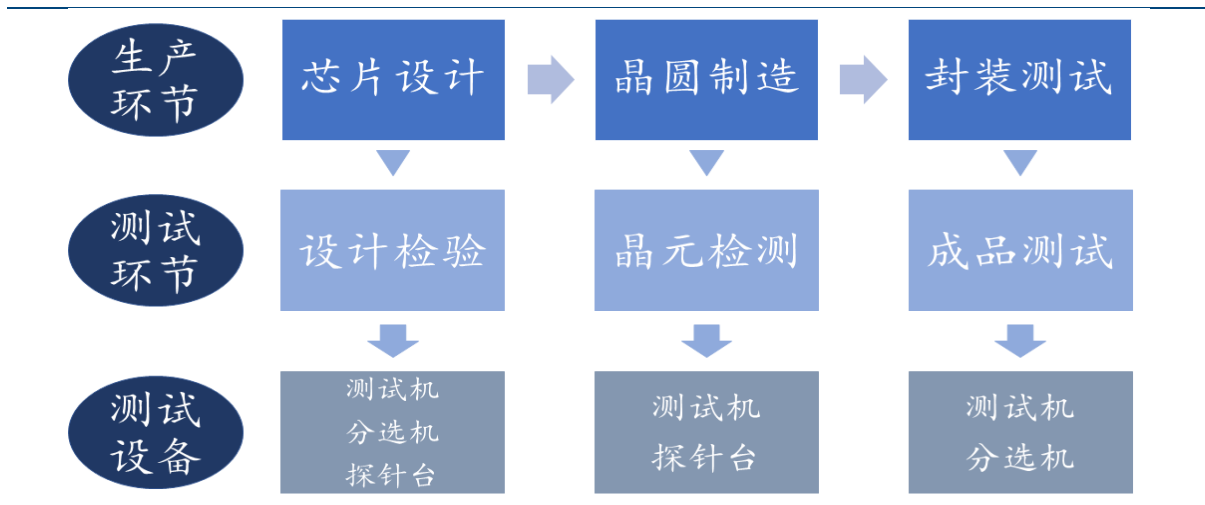 生产
环节
芯片设计
晶圆制造
封装测试
测试
环节
设计检验
晶元检测
成品测试
测试
设备
测试机
分选机
探针台
测试机
探针台
测试机
分选机